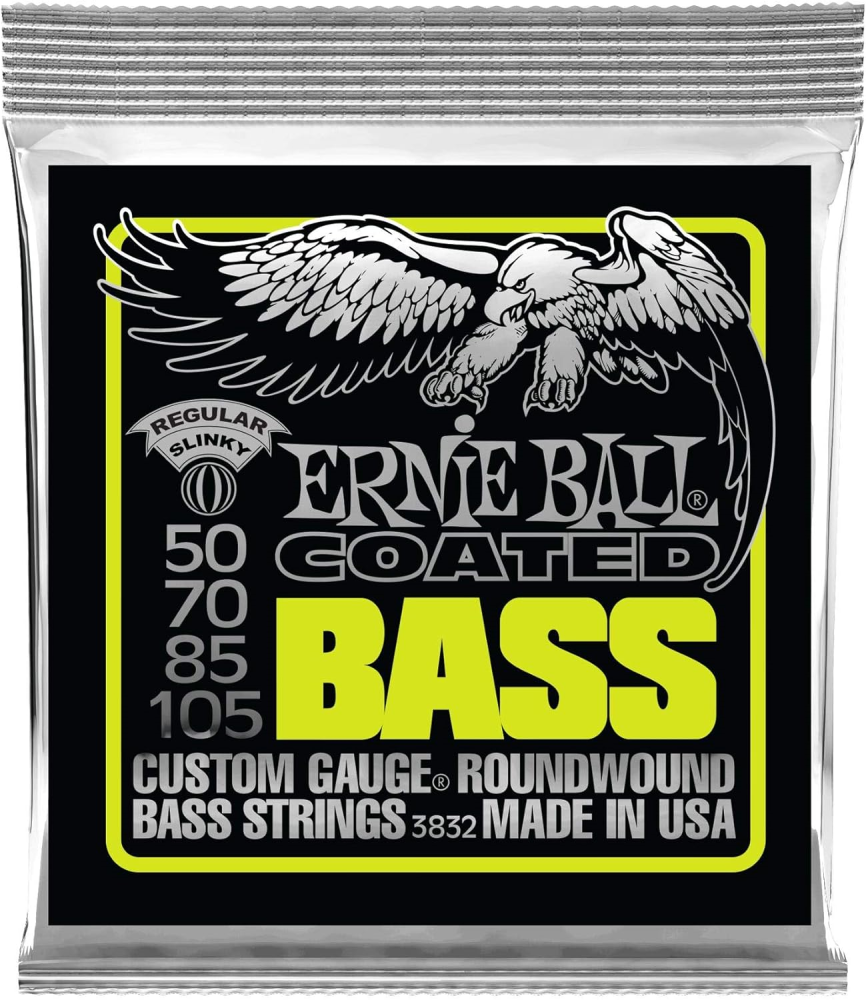 REGULAR
SLINKY
ERNIE BALL®
COATED
BASS
50
70
85
105
CUSTOM GAUGE® ROUNDWOUND
BASS STRINGS 3832 MADE IN USA